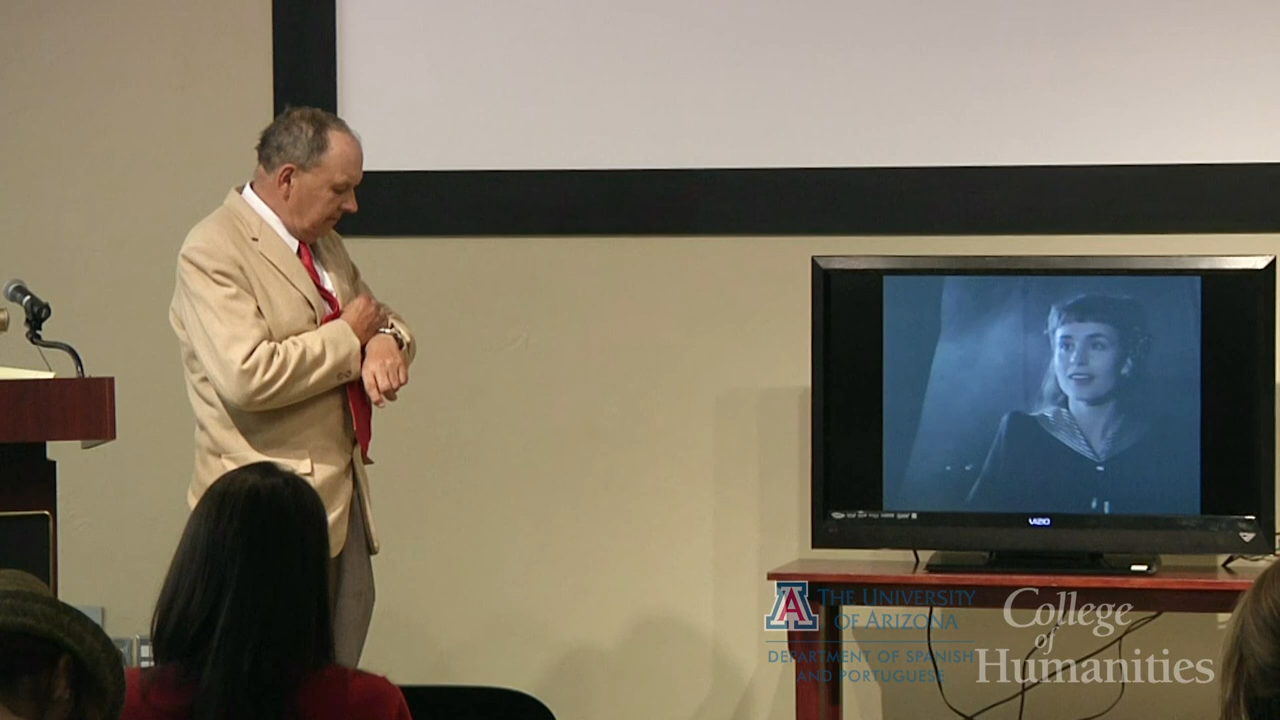 VIZIO
A
THE UNIVERSITY
OF ARIZONA
DEPARTMENT OF SPANISH
AND PORTUGUESE
College
of
Humanities